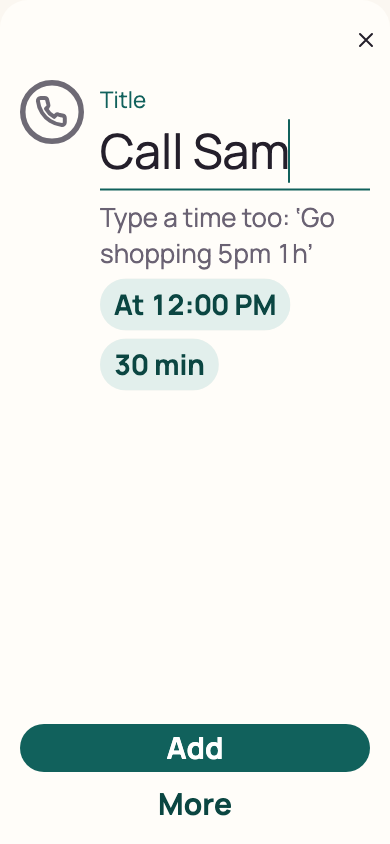 Title
Call Sam
Type a time too: ‘Go
shopping 5pm 1h’
At 12:00 PM
30 min
Add
More